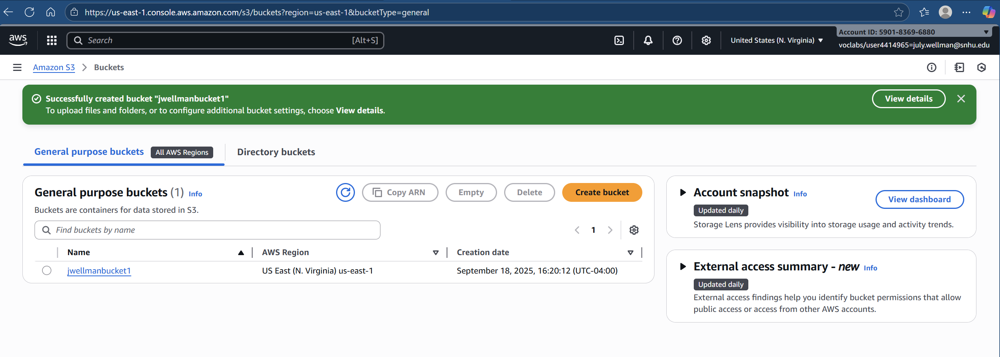 https://us-east-1.console.aws.amazon.com/s3/buckets?region=us-east-1&bucketType=general
aws
Search [Alt+S]
United States (N. Virginia)
Account ID: 5901-8369-6880
voclabs/user4414965=july.wellman@snhu.edu
Amazon S3 > Buckets
Successfully created bucket "jwellmanbucket1"
To upload files and folders, or to configure additional bucket settings, choose View details.
View details
General purpose buckets All AWS Regions Directory buckets
General purpose buckets (1) Info
Copy ARN Empty Delete Create bucket
Buckets are containers for data stored in S3.
Find buckets by name
1
Name AWS Region Creation date
jwellmanbucket1 US East (N. Virginia) us-east-1 September 18, 2025, 16:20:12 (UTC-04:00)
Account snapshot Info
View dashboard
Updated daily
Storage Lens provides visibility into storage usage and activity trends.
External access summary - new Info
Updated daily
External access findings help you identify bucket permissions that allow
public access or access from other AWS accounts.